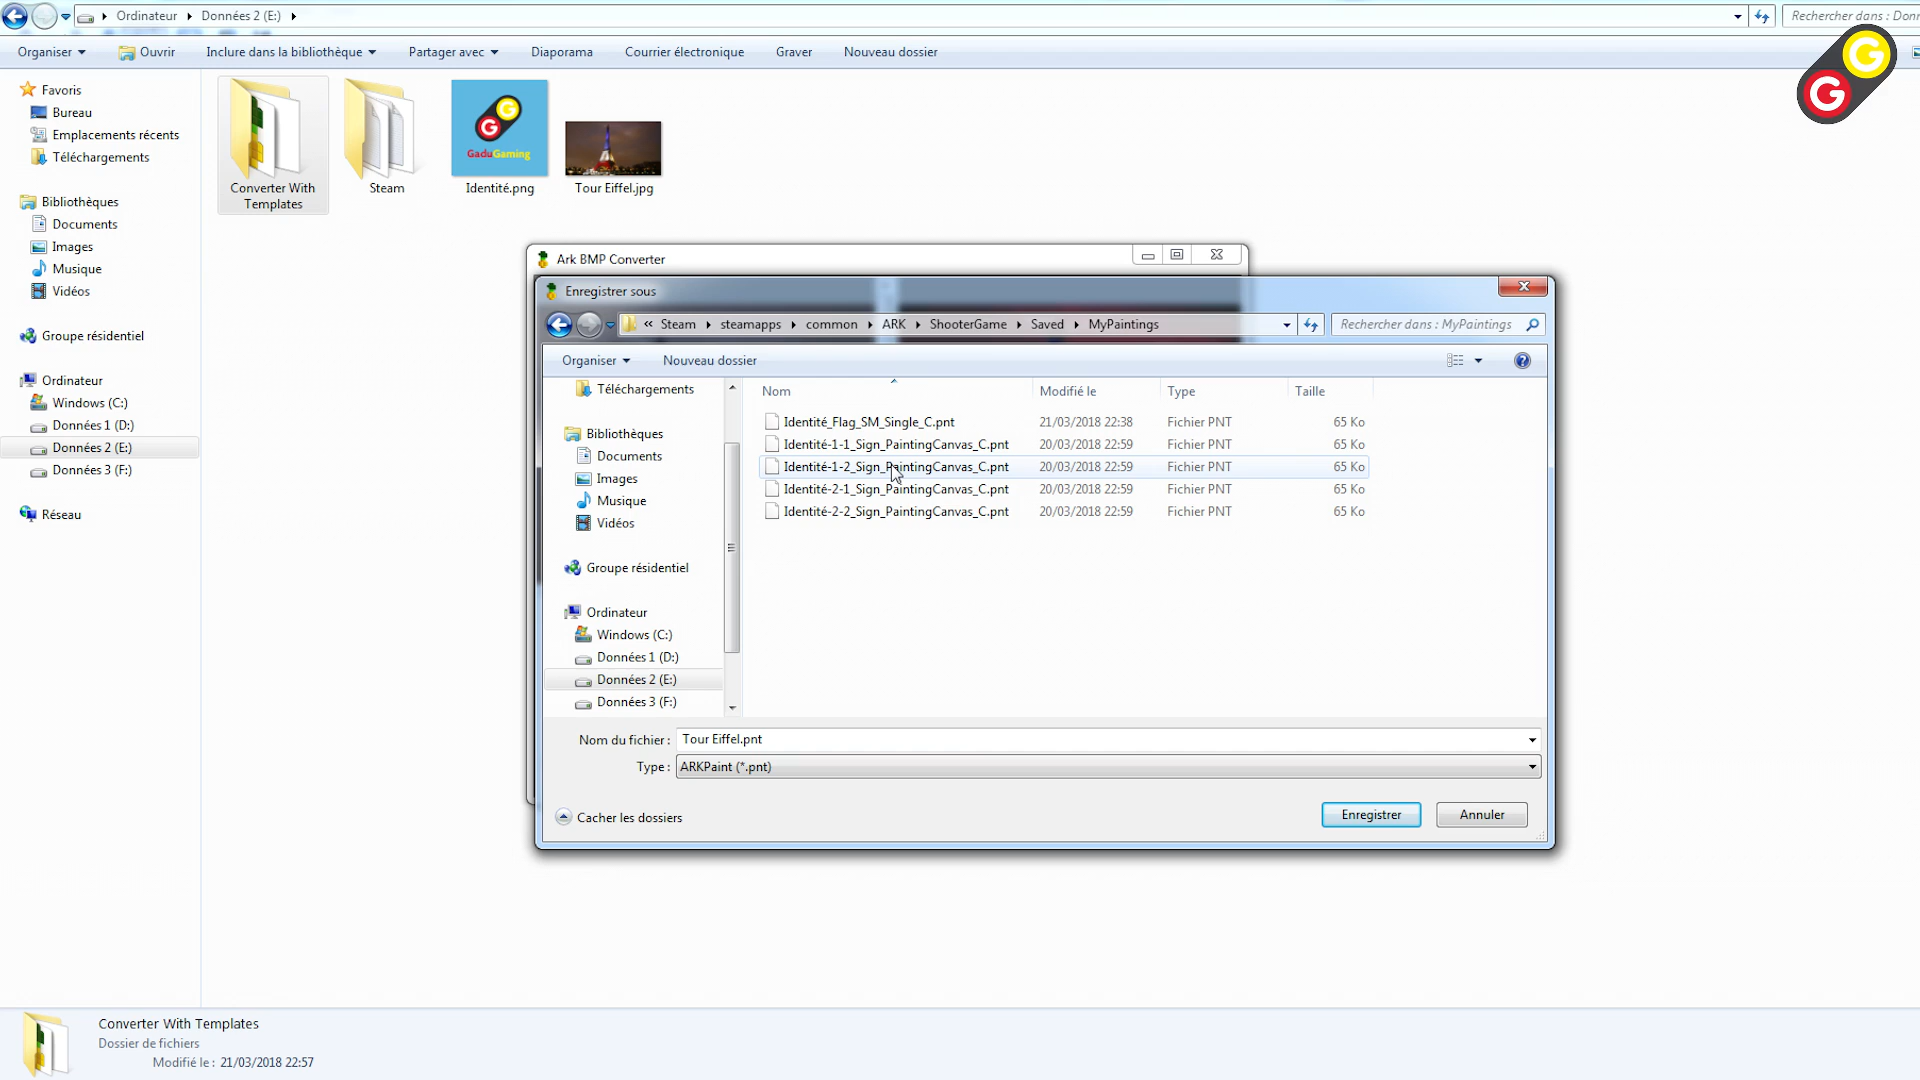 Ordinateur Données 2 (E:)
Rechercher dans : Donn
Organiser Ouvrir Inclure dans la bibliothèque Partager avec Diaporama Courrier électronique Graver Nouveau dossier
G
G
Favoris
Bureau
Emplacements récents
Téléchargements
Bibliothèques
Documents
Images
Musique
Vidéos
Groupe résidentiel
Ordinateur
Windows (C:)
Données 1 (D:)
Données 2 (E:)
Données 3 (F:)
Réseau
Converter With
Templates
Steam
G
G
GaduGaming
Identité.png
Tour Eiffel.jpg
Ark BMP Converter
Enregistrer sous
« Steam steamapps common ARK ShooterGame Saved MyPaintings
Rechercher dans : MyPaintings
Organiser Nouveau dossier
Téléchargements
Bibliothèques
Documents
Images
Musique
Vidéos
Groupe résidentiel
Ordinateur
Windows (C:)
Données 1 (D:)
Données 2 (E:)
Données 3 (F:)
Nom Modifié le Type Taille
Identité_Flag_SM_Single_C.pnt 21/03/2018 22:38 Fichier PNT 65 Ko
Identité-1-1_Sign_PaintingCanvas_C.pnt 20/03/2018 22:59 Fichier PNT 65 Ko
Identité-1-2_Sign_PaintingCanvas_C.pnt 20/03/2018 22:59 Fichier PNT 65 Ko
Identité-2-1_Sign_PaintingCanvas_C.pnt 20/03/2018 22:59 Fichier PNT 65 Ko
Identité-2-2_Sign_PaintingCanvas_C.pnt 20/03/2018 22:59 Fichier PNT 65 Ko
Nom du fichier : Tour Eiffel.pnt
Type : ARKPaint (*.pnt)
Cacher les dossiers
Enregistrer Annuler
Converter With Templates
Dossier de fichiers
Modifié le : 21/03/2018 22:57